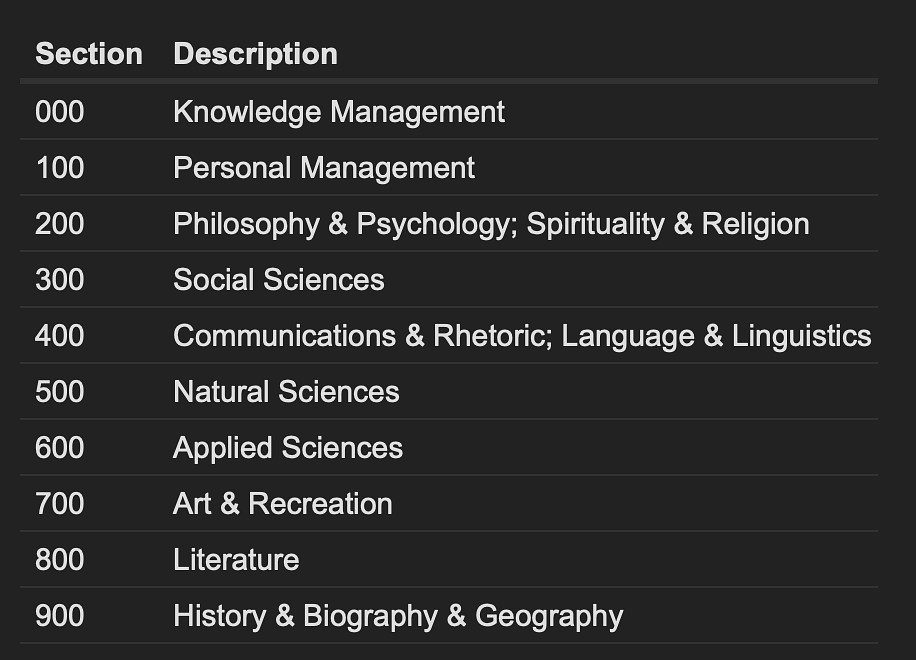 Section Description
000 Knowledge Management
100 Personal Management
200 Philosophy & Psychology; Spirituality & Religion
300 Social Sciences
400 Communications & Rhetoric; Language & Linguistics
500 Natural Sciences
600 Applied Sciences
700 Art & Recreation
800 Literature
900 History & Biography & Geography